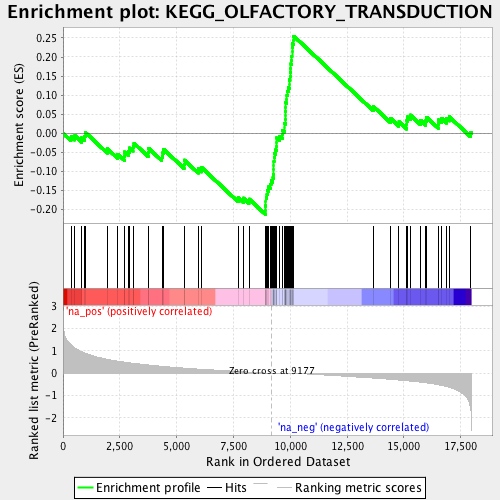 Enrichment plot: KEGG_OLFACTORY_TRANSDUCTION
Enrichment score (ES)
0.25
0.20
0.15
0.10
0.05
0.00
-0.05
-0.10
-0.15
-0.20
'na_pos' (positively correlated)
Ranked list metric (PreRanked)
3
2
1
0
-1
-2
Zero cross at 9177
'na_neg' (negatively correlated)
0
2,500
5,000
7,500
10,000
12,500
15,000
17,500
Rank in Ordered Dataset
Enrichment profile
Hits
Ranking metric scores